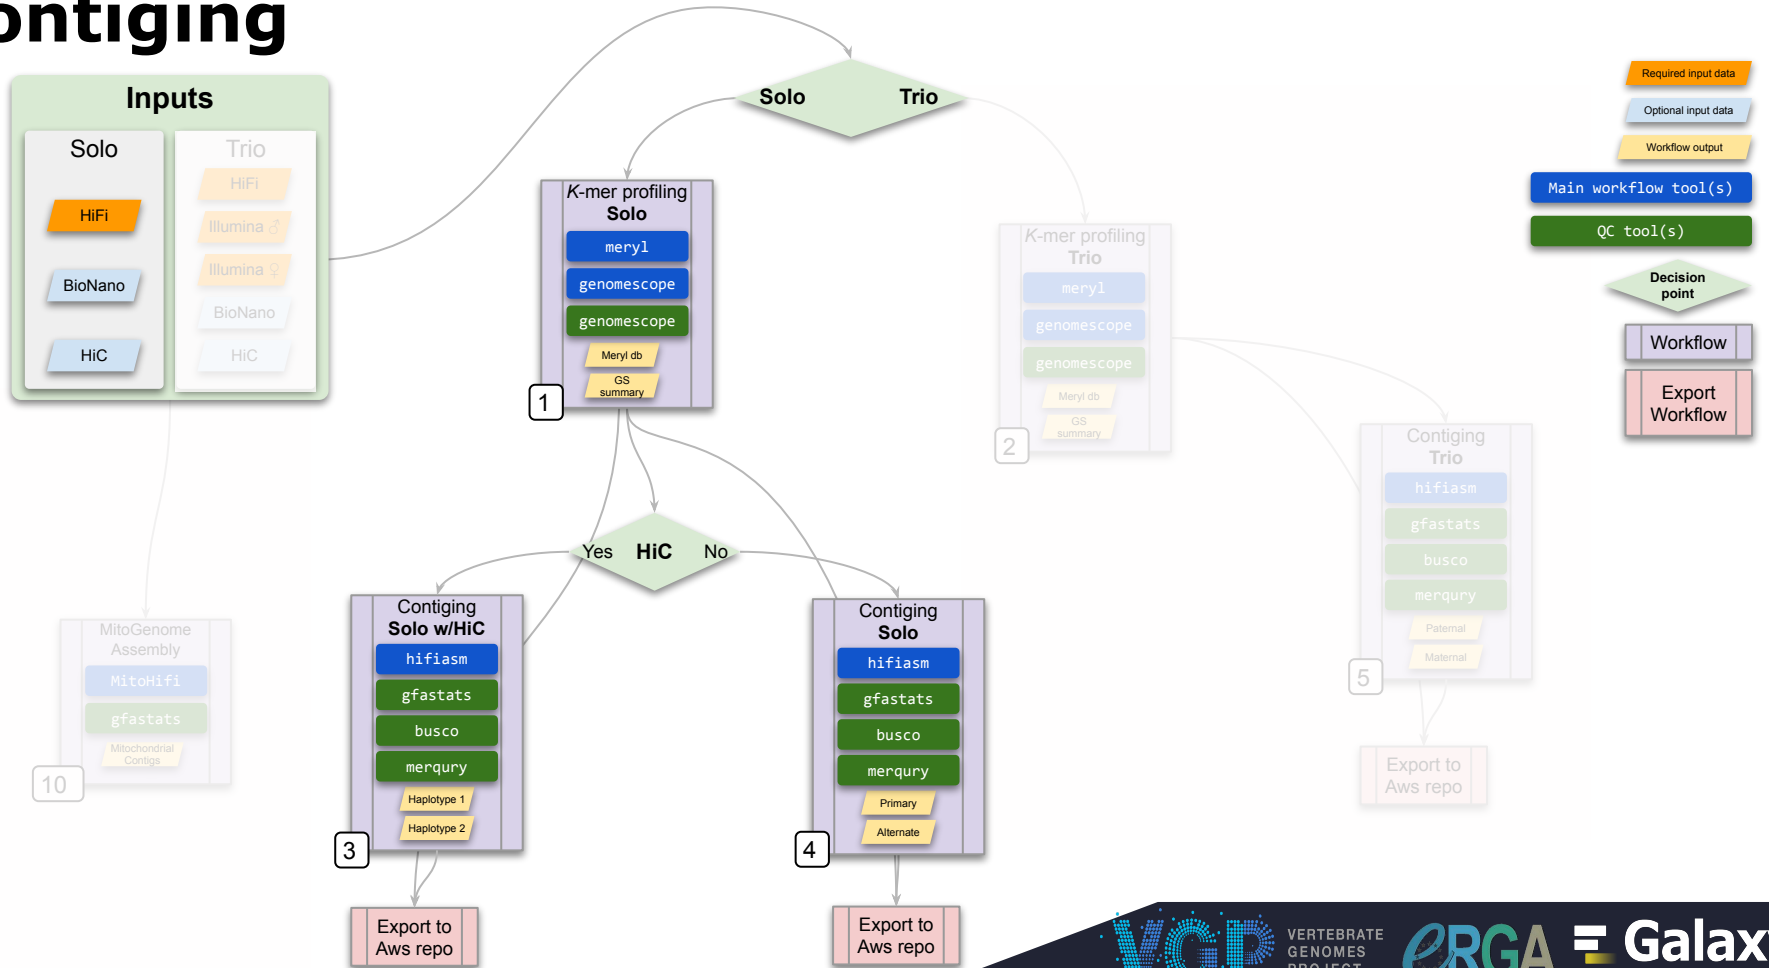 ontiging
Inputs
Solo
HiFi
BioNano
HiC
Trio
HiFi
Illumina ♂
Illumina ♀
BioNano
HiC
Solo
Trio
Required input data
Optional input data
Workflow output
Main workflow tool(s)
QC tool(s)
Decision
point
Workflow
Export
Workflow
K-mer profiling
Solo
meryl
genomescope
genomescope
Meryl db
GS
summary
1
K-mer profiling
Trio
meryl
genomescope
genomescope
Meryl db
GS
summary
2
Yes
HiC
No
Contiging
Solo w/HiC
hifiasm
gfastats
busco
merqury
Haplotype 1
Haplotype 2
3
Export to
Aws repo
Contiging
Solo
hifiasm
gfastats
busco
merqury
Primary
Alternate
4
Export to
Aws repo
Contiging
Trio
hifiasm
gfastats
busco
merqury
Paternal
Maternal
5
Export to
Aws repo
MitoGenome
Assembly
MitoHifi
gfastats
Mitochondrial
Contigs
10
VGP
VERTEBRATE
GENOMES
PROJECT
eRGA
Galaxy